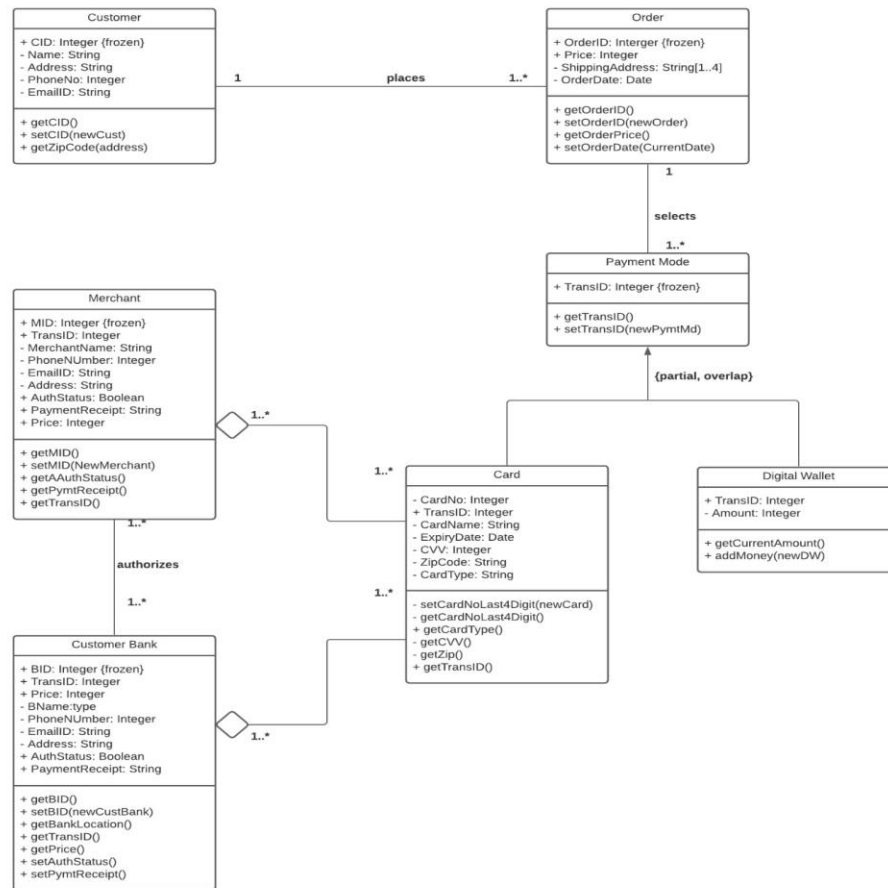 Customer
+ CID: Integer {frozen}
- Name: String
- Address: String
- PhoneNo: Integer
- EmailID: String
+ getCID()
+ setCID(newCust)
+ getZipCode(address)
1
places
1..*
Order
+ OrderID: Interger {frozen}
+ Price: Integer
- ShippingAddress: String[1..4]
- OrderDate: Date
+ getOrderID()
+ setOrderID(newOrder)
+ getOrderPrice()
+ setOrderDate(CurrentDate)
1
selects
1..*
Payment Mode
+ TransID: Integer {frozen}
+ getTransID()
+ setTransID(newPymtMd)
{partial, overlap}
Merchant
+ MID: Integer {frozen}
+ TransID: Integer
- MerchantName: String
- PhoneNUmber: Integer
- EmailID: String
- Address: String
+ AuthStatus: Boolean
+ PaymentReceipt: String
+ Price: Integer
+ getMID()
+ setMID(NewMerchant)
+ getAAuthStatus()
+ getPymtReceipt()
+ getTransID()
1..*
1..*
Card
- CardNo: Integer
+ TransID: Integer
- CardName: String
- ExpiryDate: Date
- CVV: Integer
- ZipCode: String
- CardType: String
- setCardNoLast4Digit(newCard)
- getCardNoLast4Digit()
+ getCardType()
- getCVV()
- getZip()
+ getTransID()
Digital Wallet
+ TransID: Integer
- Amount: Integer
+ getCurrentAmount()
+ addMoney(newDW)
1..*
authorizes
1..*
1..*
Customer Bank
+ BID: Integer {frozen}
+ TransID: Integer
+ Price: Integer
- BName:type
- PhoneNUmber: Integer
- EmailID: String
- Address: String
+ AuthStatus: Boolean
+ PaymentReceipt: String
+ getBID()
+ setBID(newCustBank)
+ getBankLocation()
+ getTransID()
+ getPrice()
+ setAuthStatus()
+ setPymtReceipt()
1..*